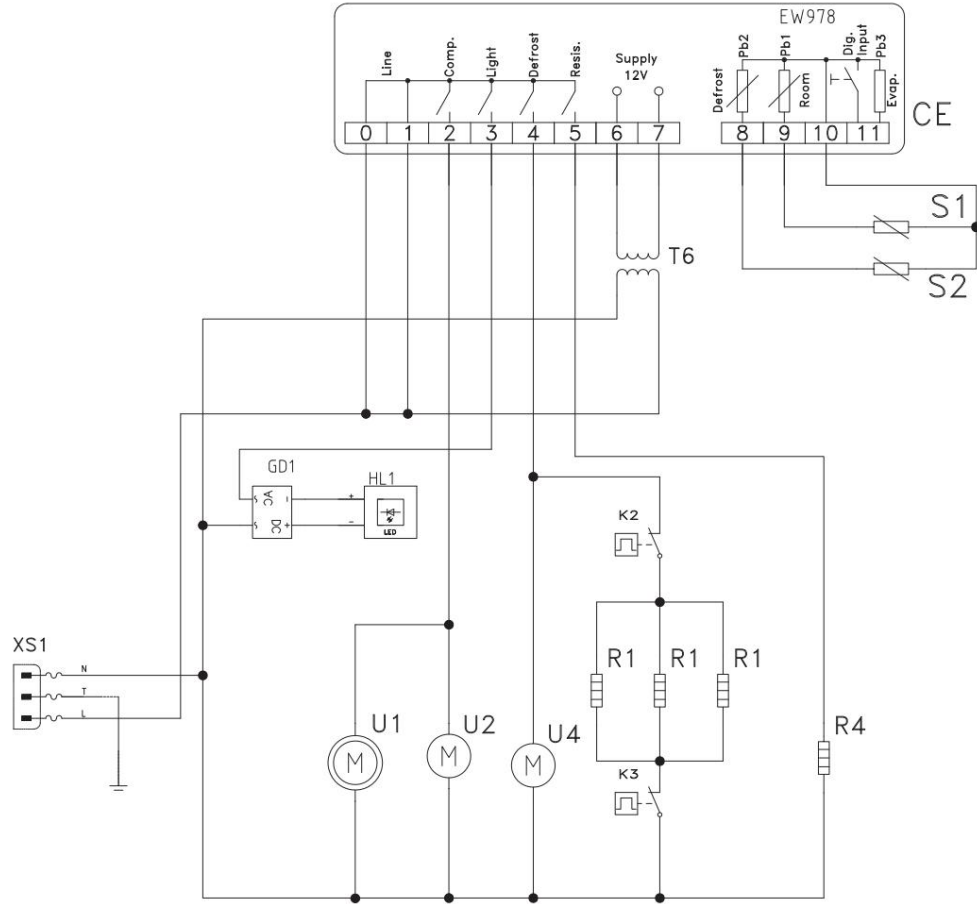 EW978
Line
Comp.
Light
Defrost
Resis.
Supply
12V
Defrost
Pb2
Pb1
Room
Dig.
Input
Pb3
Evap.
CE
0 1 2 3 4 5 6 7
8 9 10 11
S1
S2
T6
GD1
AC
DC
-
+
HL1
+
-
LED
K2
XS1
N
T
L
R1 R1 R1
U1
U2
U4
R4
M
M
M
K3